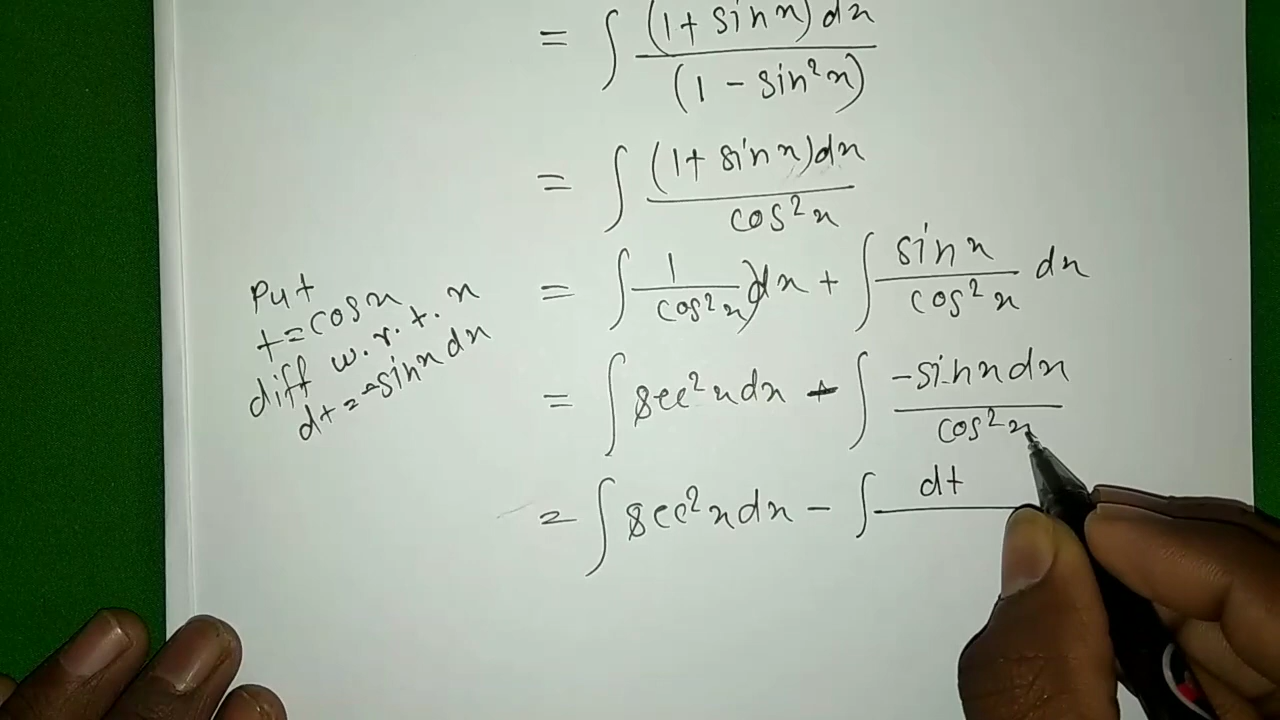 = ∫ (1+ sin x) dx / (1 - sin²x)
= ∫ (1+ sin x) dx / cos²x
= ∫ 1 / cos²x dx + ∫ sin x / cos²x dx
Put
t = cos x
diff w.r.t. x
dt = -sin x dx
= ∫ sec²x dx - ∫ -sin x dx / cos²x
= ∫ sec²x dx - ∫ dt